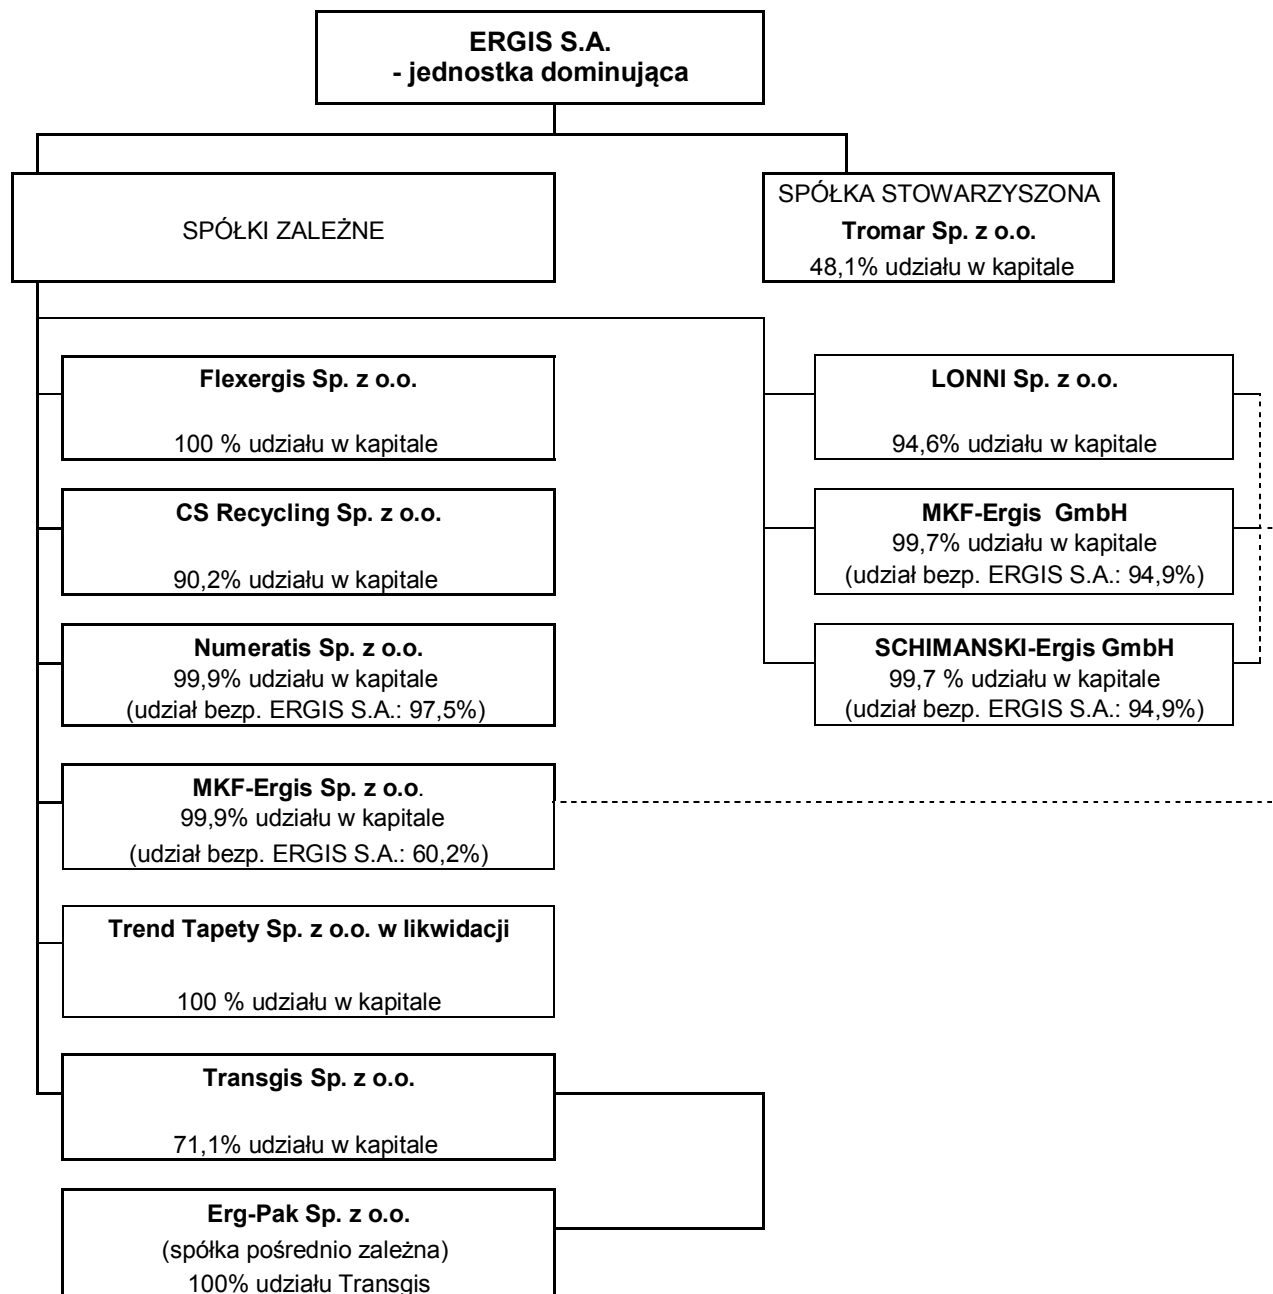 ERGIS S.A.
- jednostka dominująca
SPÓŁKI ZALEŻNE
SPÓŁKA STOWARZYSZONA
Tromar Sp. z o.o.
48,1% udziału w kapitale
Flexergis Sp. z o.o.
100 % udziału w kapitale
CS Recycling Sp. z o.o.
90,2% udziału w kapitale
Numeratis Sp. z o.o.
99,9% udziału w kapitale
(udział bezp. ERGIS S.A.: 97,5%)
MKF-Ergis Sp. z o.o.
99,9% udziału w kapitale
(udział bezp. ERGIS S.A.: 60,2%)
Trend Tapety Sp. z o.o. w likwidacji
100 % udziału w kapitale
Transgis Sp. z o.o.
71,1% udziału w kapitale
Erg-Pak Sp. z o.o.
(spółka pośrednio zależna)
100% udziału Transgis
LONNI Sp. z o.o.
94,6% udziału w kapitale
MKF-Ergis GmbH
99,7% udziału w kapitale
(udział bezp. ERGIS S.A.: 94,9%)
SCHIMANSKI-Ergis GmbH
99,7 % udziału w kapitale
(udział bezp. ERGIS S.A.: 94,9%)